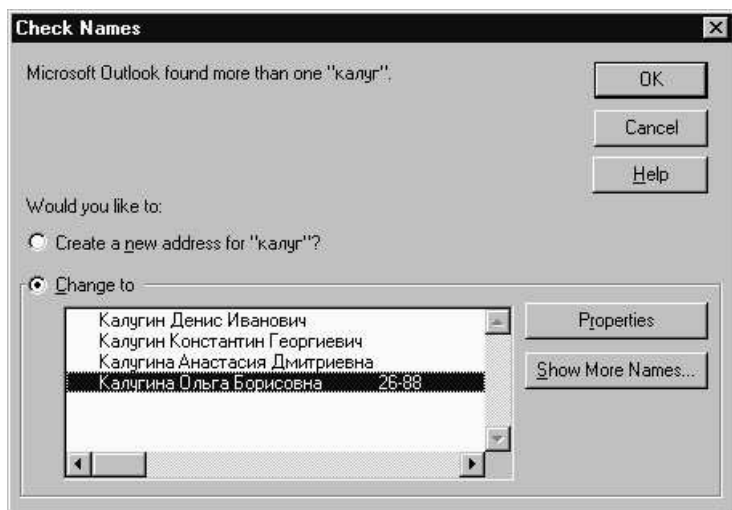 Check Names
Microsoft Outlook found more than one "калуг".
OK
Cancel
Help
Would you like to:
Create a new address for "калуг"?
Change to
Калугин Денис Иванович
Калугин Константин Георгиевич
Калугина Анастасия Дмитриевна
Калугина Ольга Борисовна 26-88
Properties
Show More Names...